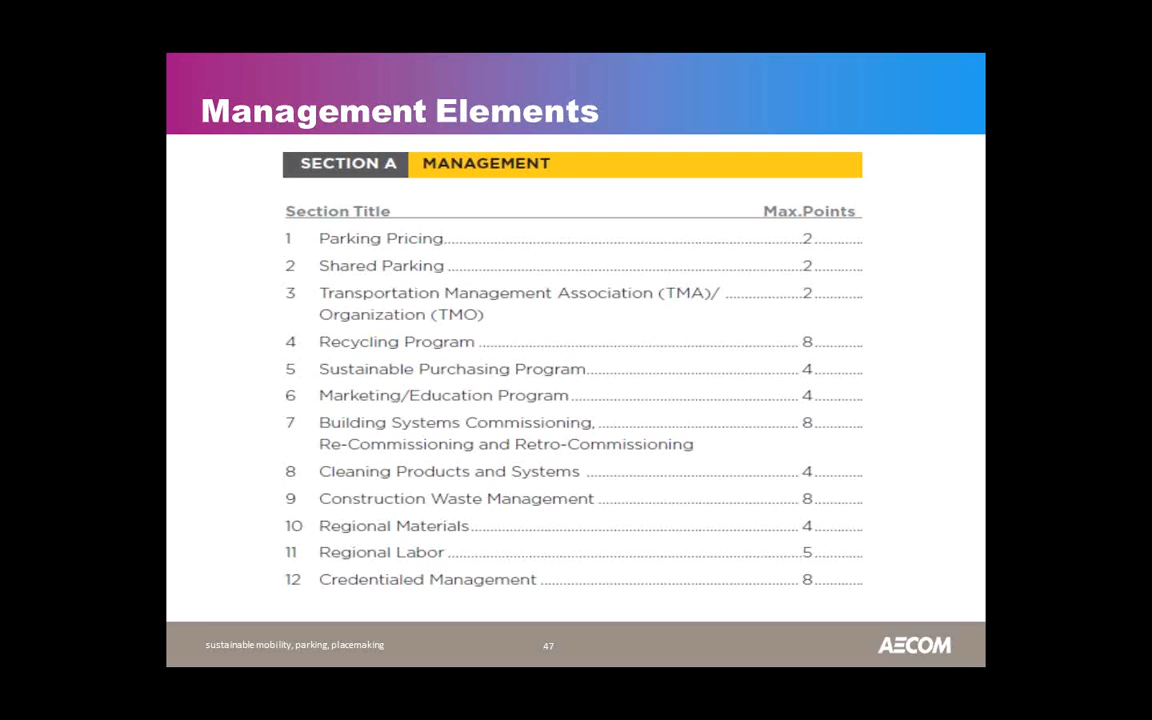 Management Elements
SECTION A MANAGEMENT
Section Title Max.Points
1 Parking Pricing 2
2 Shared Parking 2
3 Transportation Management Association (TMA)/ 2
Organization (TMO)
4 Recycling Program 8
5 Sustainable Purchasing Program 4
6 Marketing/Education Program 4
7 Building Systems Commissioning, 8
Re-Commissioning and Retro-Commissioning
8 Cleaning Products and Systems 4
9 Construction Waste Management 8
10 Regional Materials 4
11 Regional Labor 5
12 Credentialed Management 8
sustainable mobility, parking, placemaking 47 AECOM